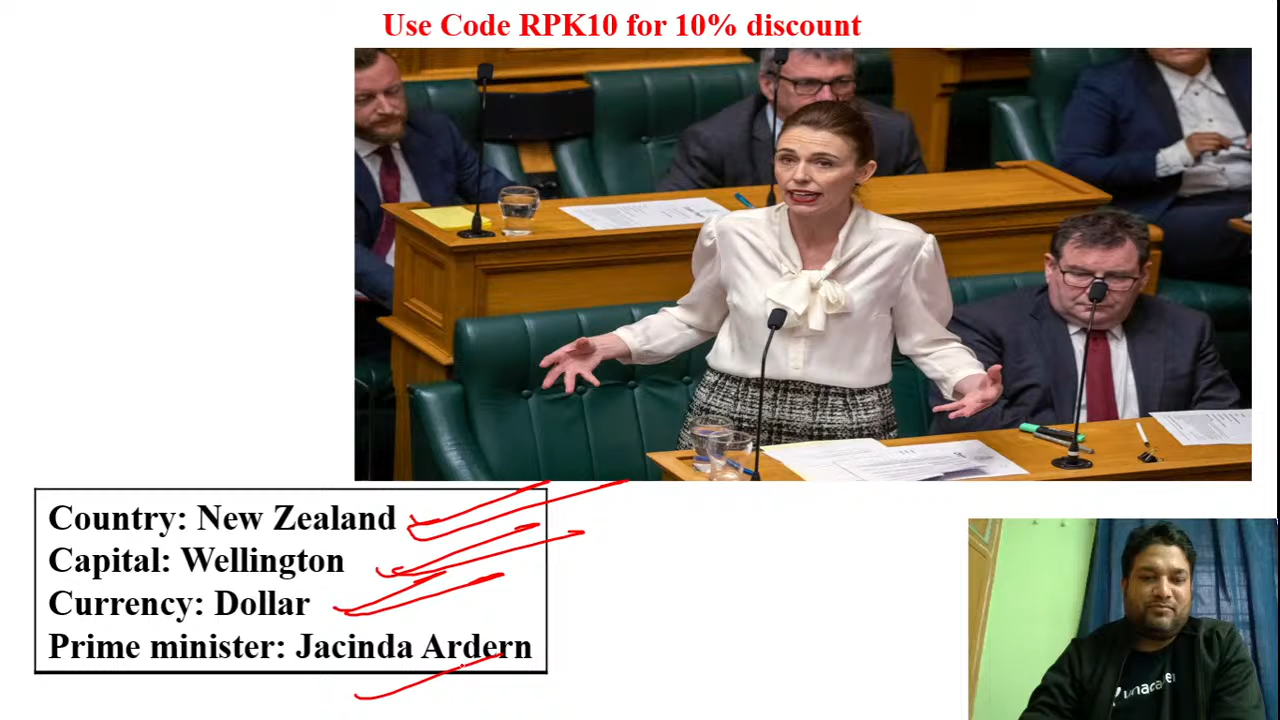 Use Code RPK10 for 10% discount
Country: New Zealand
Capital: Wellington
Currency: Dollar
Prime minister: Jacinda Ardern